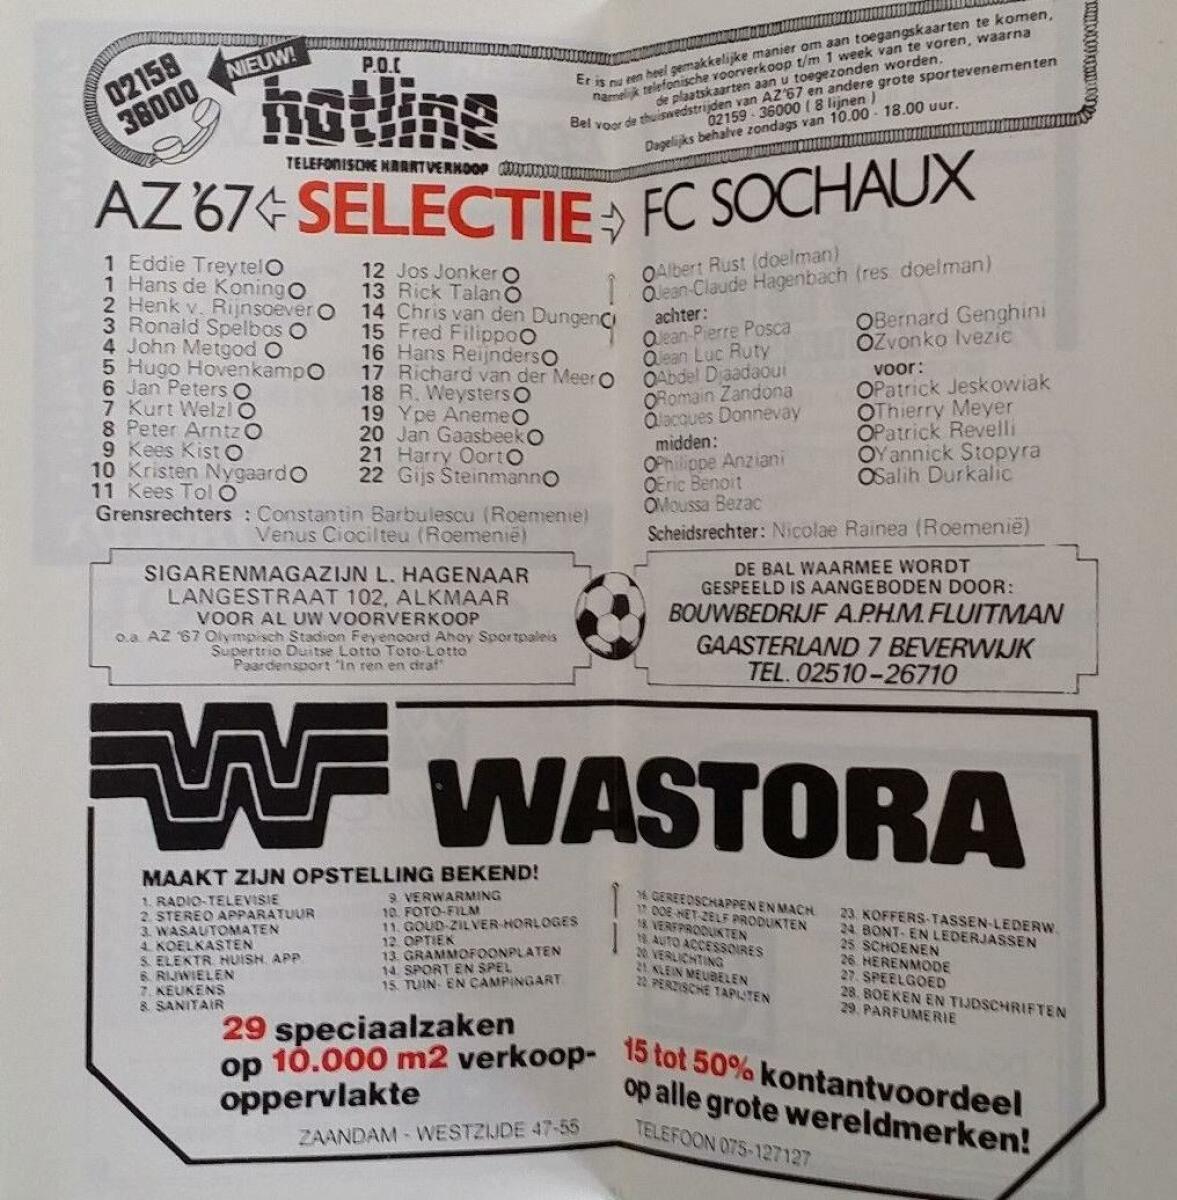 02158
36000
NIEUW!
P.O.C
hotline
TELEFONISCHE KAARTVERKOOP
Er is nu een heel gemakkelijke manier om aan toegangskaarten te komen,
namelijk telefonische voorverkoop t/m 1 week van te voren, waarna
de plaatskaarten aan u toegezonden worden.
Bel voor de thuiswedstrijden van AZ'67 en andere grote sportevenementen
02159 - 36000 ( 8 lijnen )
Dagelijks behalve zondags van 10.00 - 18.00 uur.
AZ '67 SELECTIE FC SOCHAUX
1 Eddie Treytel
1 Hans de Koning
2 Henk v. Rijnsoever
3 Ronald Spelbos
4 John Metgod
5 Hugo Hovenkamp
6 Jan Peters
7 Kurt Welzl
8 Peter Arntz
9 Kees Kist
10 Kristen Nygaard
11 Kees Tol
12 Jos Jonker
13 Rick Talan
14 Chris van den Dungen
15 Fred Filippo
16 Hans Reijnders
17 Richard van der Meer
18 R. Weysters
19 Ype Aneme
20 Jan Gaasbeek
21 Harry Oort
22 Gijs Steinmann
Grensrechters : Constantin Barbulescu (Roemenië)
Venus Ciocilteu (Roemenië)
Albert Rust (doelman)
Jean-Claude Hagenbach (res. doelman)
achter:
Jean-Pierre Posca
Jean Luc Ruty
Abdel Djaadaoui
Romain Zandona
Jacques Donnevay
midden:
Philippe Anziani
Eric Benoit
Moussa Bezac
Bernard Genghini
Zvonko Ivezic
voor:
Patrick Jeskowiak
Thierry Meyer
Patrick Revelli
Yannick Stopyra
Salih Durkalic
Scheidsrechter: Nicolae Rainea (Roemenië)
SIGARENMAGAZIJN L. HAGENAAR
LANGESTRAAT 102, ALKMAAR
VOOR AL UW VOORVERKOOP
o.a. AZ '67 Olympisch Stadion Feyenoord Ahoy Sportpaleis
Supertrio Duitse Lotto Toto-Lotto
Paardensport "In ren en draf"
DE BAL WAARMEE WORDT
GESPEELD IS AANGEBODEN DOOR:
BOUWBEDRIJF A.P.H.M. FLUITMAN
GAASTERLAND 7 BEVERWIJK
TEL. 02510-26710
WASTORA
MAAKT ZIJN OPSTELLING BEKEND!
1. RADIO-TELEVISIE
2. STEREO APPARATUUR
3. WASAUTOMATEN
4. KOELKASTEN
5. ELEKTR. HUISH. APP.
6. RIJWIELEN
7. KEUKENS
8. SANITAIR
9. VERWARMING
10. FOTO-FILM
11. GOUD-ZILVER-HORLOGES
12. OPTIEK
13. GRAMMOFOONPLATEN
14. SPORT EN SPEL
15. TUIN- EN CAMPINGART.
16. GEREEDSCHAPPEN EN MACH.
17. DOE-HET-ZELF PRODUKTEN
18. VERFPRODUKTEN
19. AUTO ACCESSOIRES
20. VERLICHTING
21. KLEIN MEUBELEN
22. PERZISCHE TAPIJTEN
23. KOFFERS-TASSEN-LEDERW.
24. BONT- EN LEDERJASSEN
25. SCHOENEN
26. HERENMODE
27. SPEELGOED
28. BOEKEN EN TIJDSCHRIFTEN
29. PARFUMERIE
29 speciaalzaken
op 10.000 m2 verkoop-
oppervlakte
15 tot 50% kontantvoordeel
op alle grote wereldmerken!
ZAANDAM - WESTZIJDE 47-55
TELEFOON 075-127127